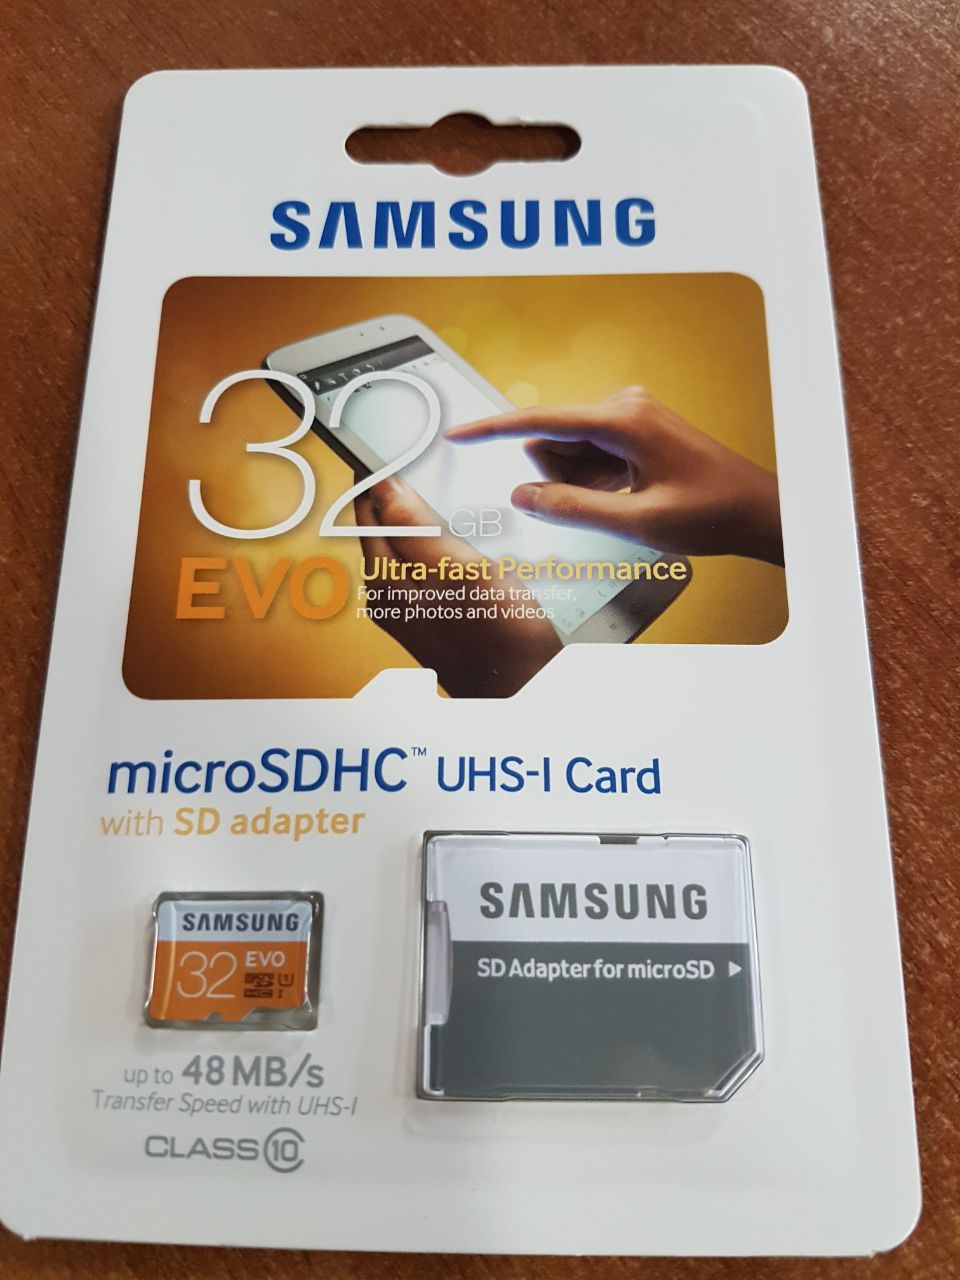 SAMSUNG
32 GB
EVO Ultra-fast Performance
For improved data transfer,
more photos and videos
microSDHC™ UHS-I Card
with SD adapter
SAMSUNG
32 EVO
SAMSUNG
SD Adapter for microSD
up to 48 MB/s
Transfer Speed with UHS-I
CLASS 10